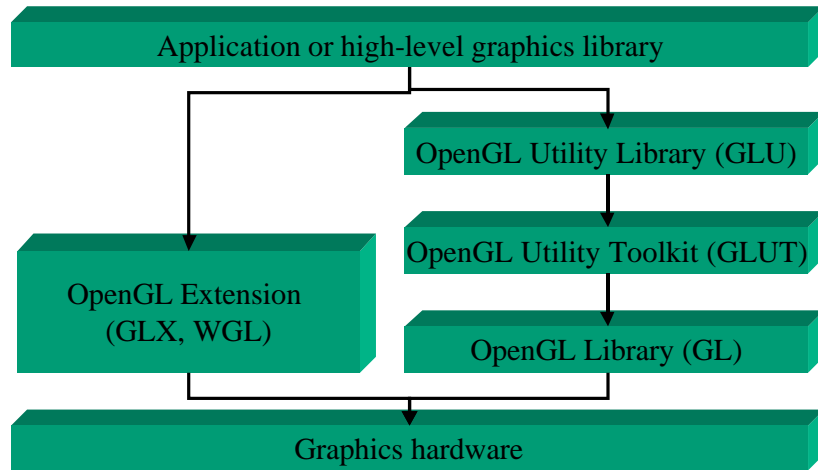 Application or high-level graphics library
OpenGL Utility Library (GLU)
OpenGL Utility Toolkit (GLUT)
OpenGL Extension
(GLX, WGL)
OpenGL Library (GL)
Graphics hardware